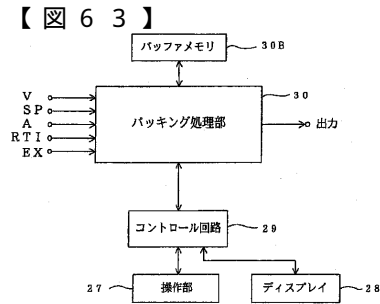 【図６３】
バッファメモリ
30B
V
SP
A
RTI
EX
30
パッキング処理部
出力
コントロール回路
29
27
操作部
ディスプレイ
28